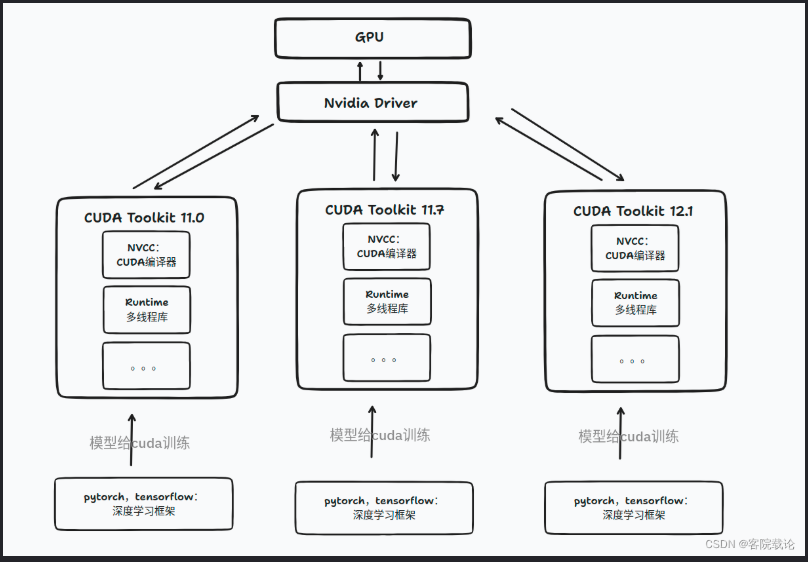 GPU
Nvidia Driver
CUDA Toolkit 11.0
NVCC：
CUDA编译器
Runtime
多线程库
。。。
模型给cuda训练
pytorch，tensorflow：
深度学习框架
CUDA Toolkit 11.7
NVCC：
CUDA编译器
Runtime
多线程库
。。。
模型给cuda训练
pytorch，tensorflow：
深度学习框架
CUDA Toolkit 12.1
NVCC：
CUDA编译器
Runtime
多线程库
。。。
模型给cuda训练
pytorch，tensorflow：
深度学习框架
CSDN @客院载论